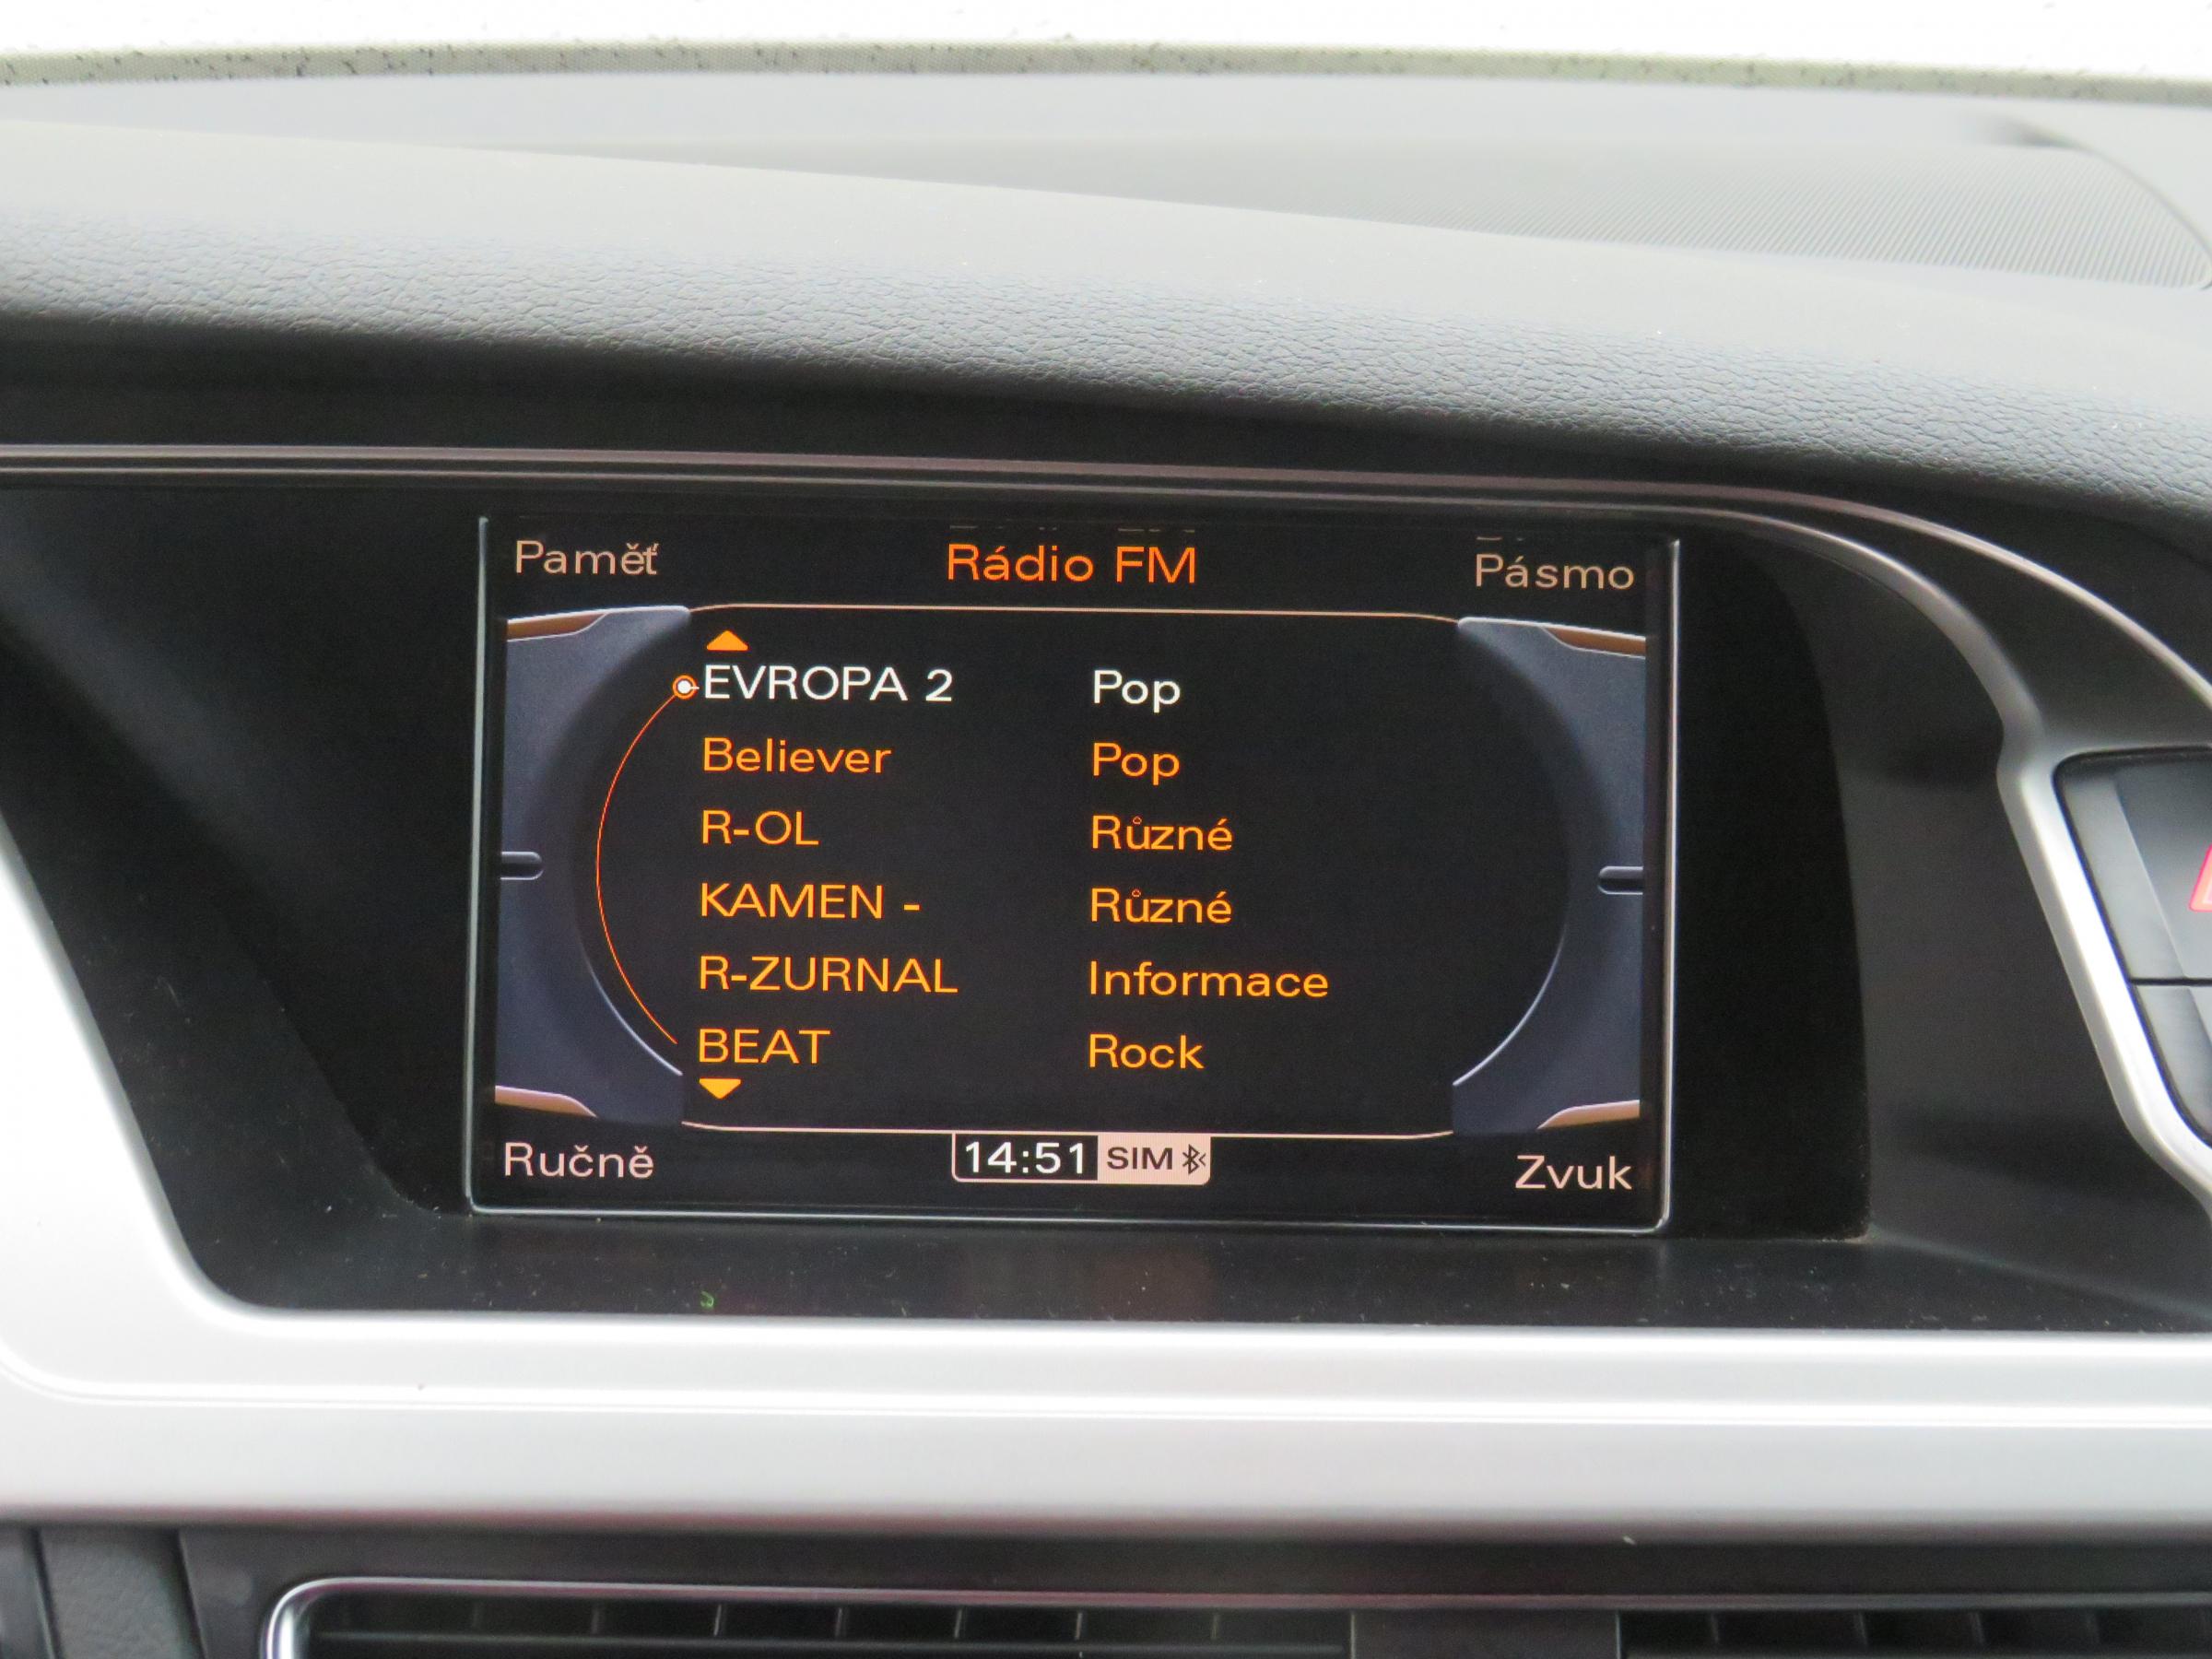 Paměť Rádio FM Pásmo
EVROPA 2 Pop
Believer Pop
R-OL Různé
KAMEN - Různé
R-ZURNAL Informace
BEAT Rock
Ručně 14:51 SIM Zvuk